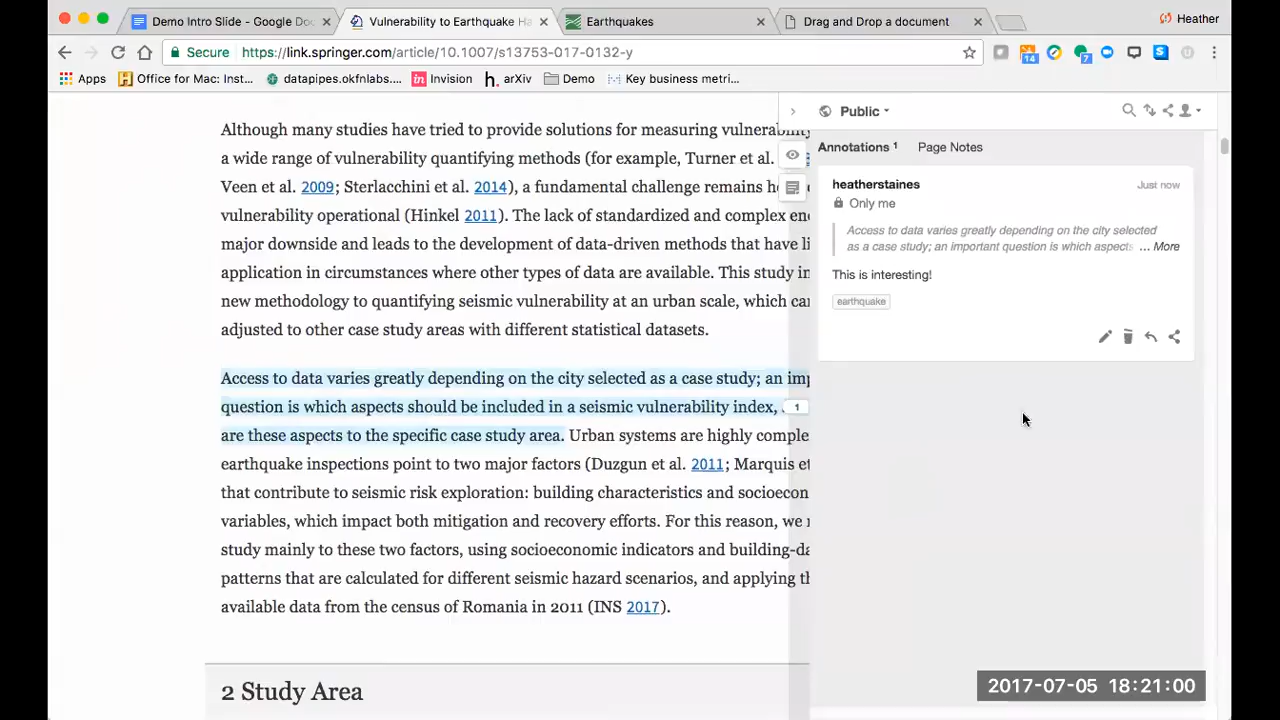 Demo Intro Slide - Google Doc
Vulnerability to Earthquake Ha
Earthquakes
Drag and Drop a document
Heather
Secure
https://link.springer.com/article/10.1007/s13753-017-0132-y
14
7
Apps
Office for Mac: Inst...
datapipes.okfnlabs....
Invision
arXiv
Demo
Key business metri...
Although many studies have tried to provide solutions for measuring vulnerability
a wide range of vulnerability quantifying methods (for example, Turner et al.
Veen et al. 2009; Sterlacchini et al. 2014), a fundamental challenge remains
vulnerability operational (Hinkel 2011). The lack of standardized and complex
major downside and leads to the development of data-driven methods that have
application in circumstances where other types of data are available. This study
new methodology to quantifying seismic vulnerability at an urban scale, which
adjusted to other case study areas with different statistical datasets.
Access to data varies greatly depending on the city selected as a case study; an
question is which aspects should be included in a seismic vulnerability index,
are these aspects to the specific case study area. Urban systems are highly
earthquake inspections point to two major factors (Duzgun et al. 2011; Marquis
that contribute to seismic risk exploration: building characteristics and
variables, which impact both mitigation and recovery efforts. For this reason, we
study mainly to these two factors, using socioeconomic indicators and
patterns that are calculated for different seismic hazard scenarios, and applying
available data from the census of Romania in 2011 (INS 2017).
2 Study Area
Public
Annotations 1
Page Notes
heatherstaines
Just now
Only me
Access to data varies greatly depending on the city selected
as a case study; an important question is which aspects ... More
This is interesting!
earthquake
1
2017-07-05 18:21:00